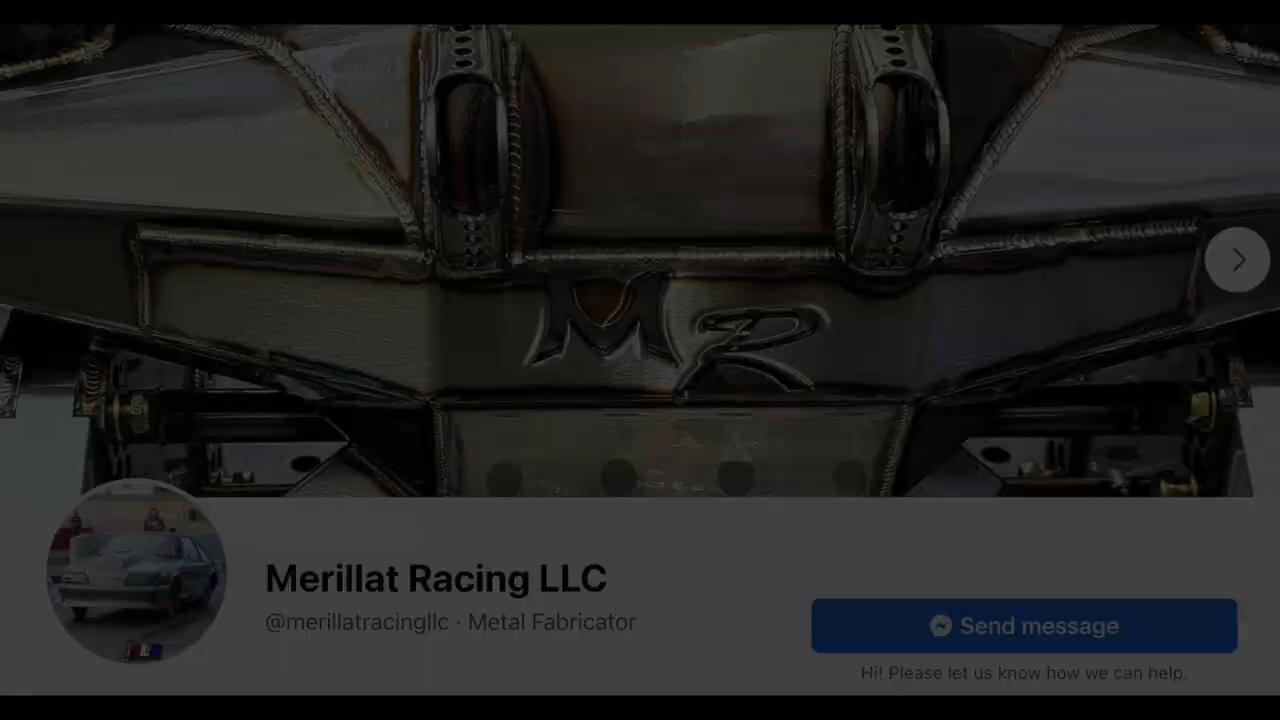 MR
Merillat Racing LLC
@merillatracingllc · Metal Fabricator
Send message
Hi! Please let us know how we can help.